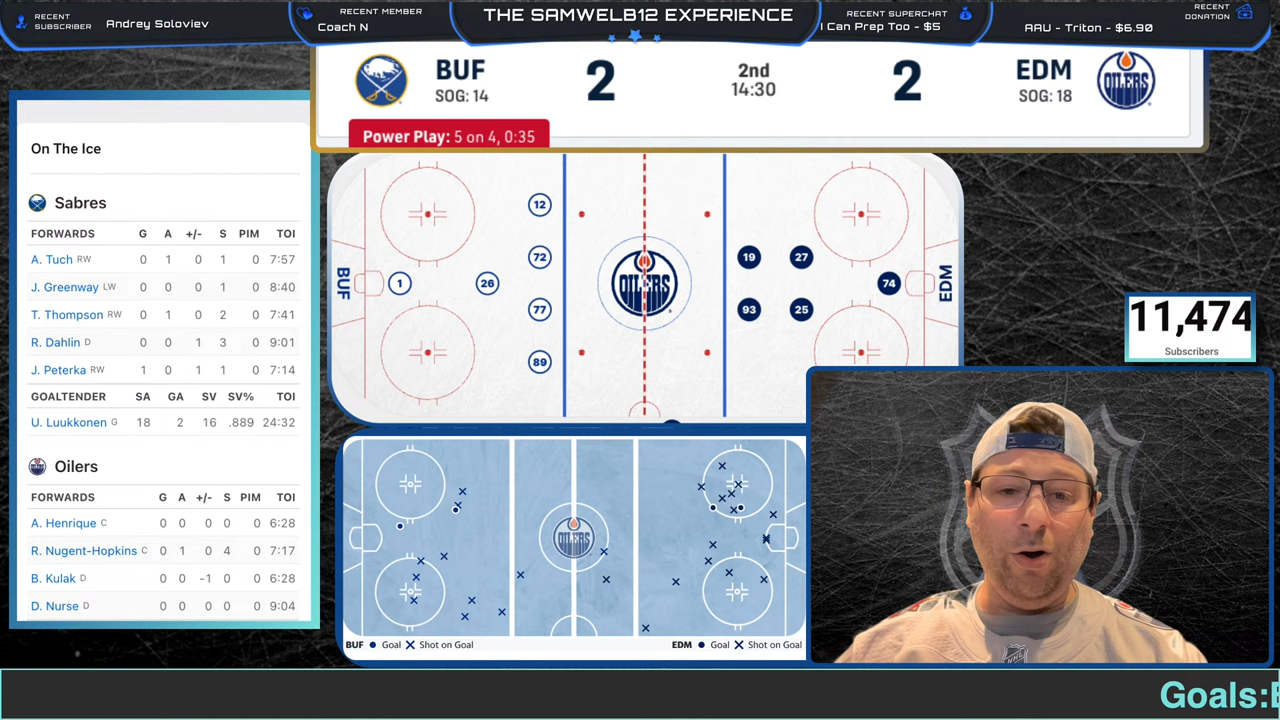 RECENT SUBSCRIBER
Andrey Soloviev
RECENT MEMBER
Coach N
THE SAMWELB12 EXPERIENCE
RECENT SUPERCHAT
I Can Prep Too - $5
RECENT DONATION
AAU - Triton - $6.90
BUF
SOG: 14
2
2nd
14:30
2
EDM
SOG: 18
OILERS
Power Play: 5 on 4, 0:35
On The Ice
Sabres
FORWARDS G A +/- S PIM TOI
A. Tuch RW 0 1 0 1 0 7:57
J. Greenway LW 0 0 0 1 0 8:40
T. Thompson RW 0 1 0 2 0 7:41
R. Dahlin D 0 0 1 3 0 9:01
J. Peterka RW 1 0 1 1 0 7:14
GOALTENDER SA GA SV SV% TOI
U. Luukkonen G 18 2 16 .889 24:32
Oilers
FORWARDS G A +/- S PIM TOI
A. Henrique C 0 0 0 0 0 6:28
R. Nugent-Hopkins C 0 1 0 4 0 7:17
B. Kulak D 0 0 -1 0 0 6:28
D. Nurse D 0 0 0 0 0 9:04
BUF
1
26
12
72
77
89
OILERS
19
27
93
25
74
EDM
OILERS
BUF Goal Shot on Goal
EDM Goal Shot on Goal
11,474
Subscribers
NHL
Goals: